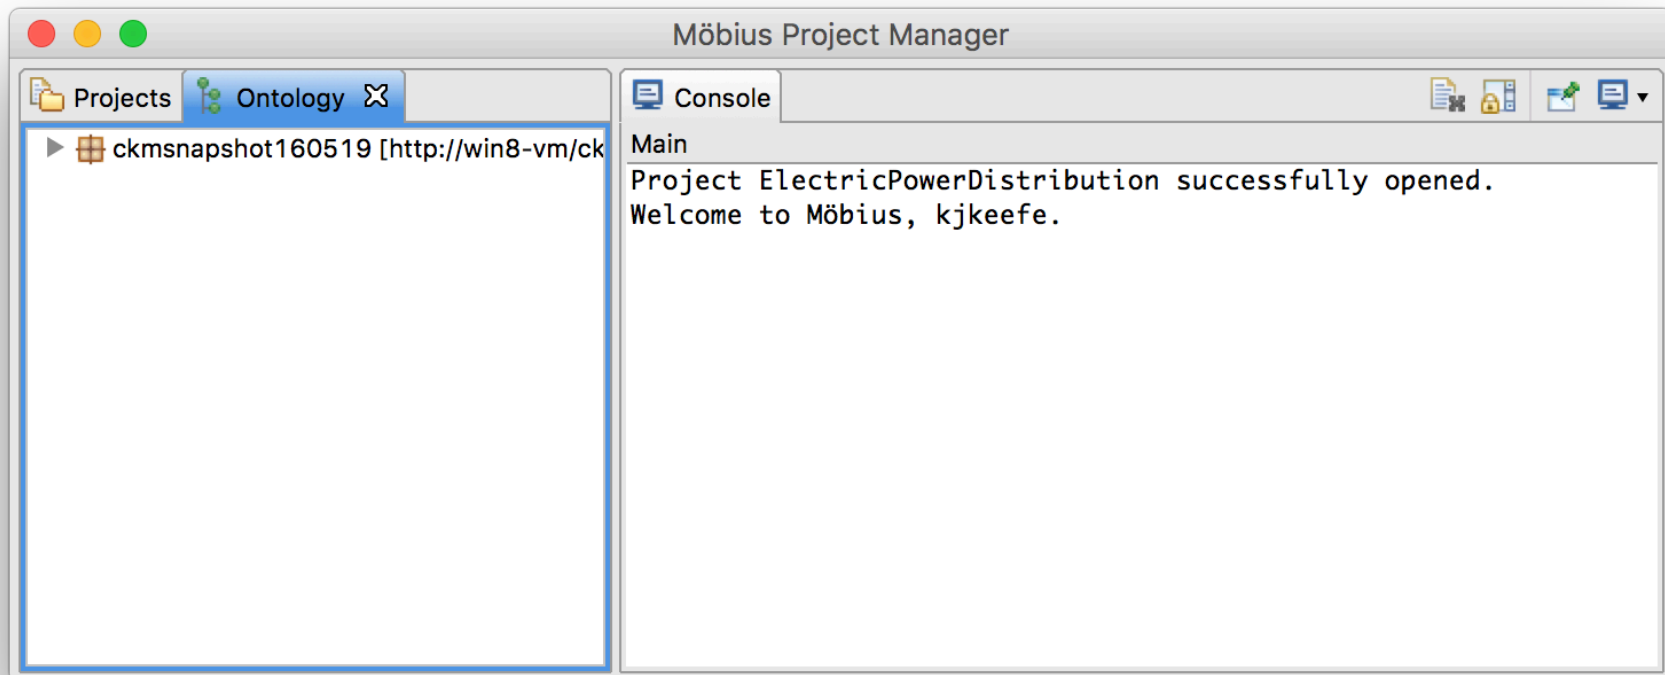 Möbius Project Manager
Projects
Ontology
ckmsnapshot160519 [http://win8-vm/ck
Console
Main
Project ElectricPowerDistribution successfully opened.
Welcome to Möbius, kjkeefe.